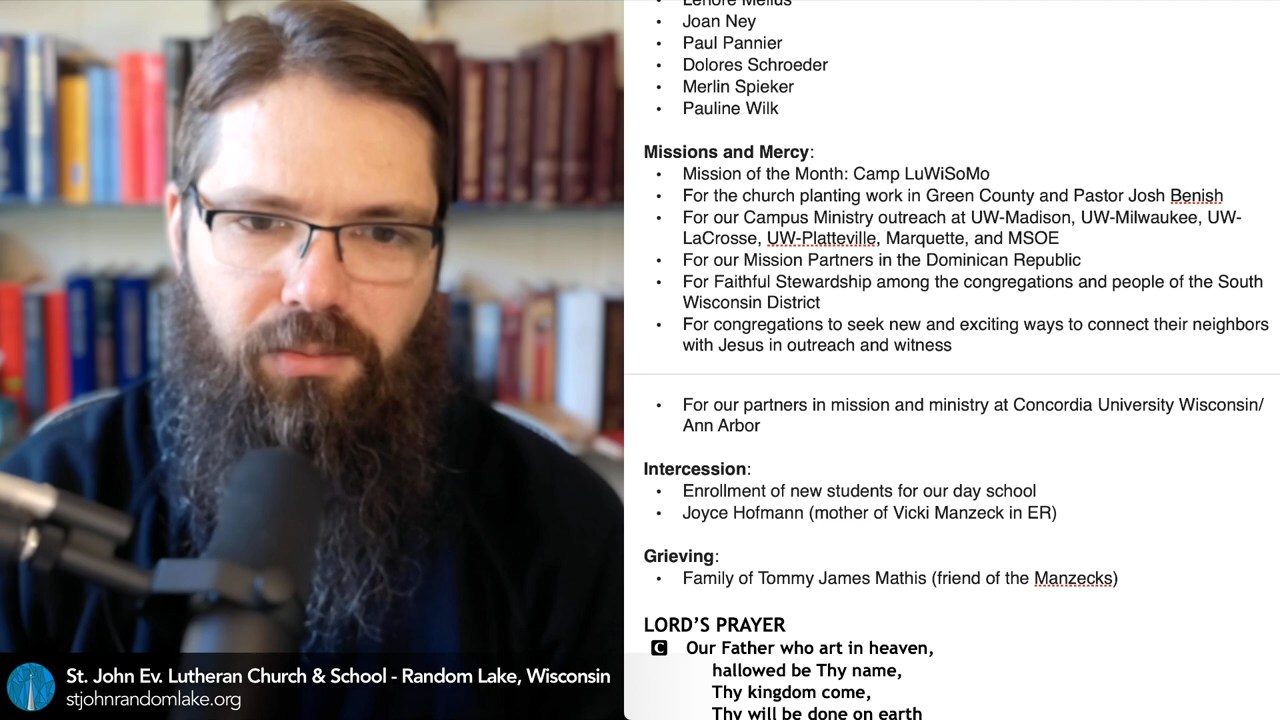 Lenore Melius
• Joan Ney
• Paul Pannier
• Dolores Schroeder
• Merlin Spieker
• Pauline Wilk
Missions and Mercy:
• Mission of the Month: Camp LuWiSoMo
• For the church planting work in Green County and Pastor Josh Benish
• For our Campus Ministry outreach at UW-Madison, UW-Milwaukee, UW-
LaCrosse, UW-Platteville, Marquette, and MSOE
• For our Mission Partners in the Dominican Republic
• For Faithful Stewardship among the congregations and people of the South
Wisconsin District
• For congregations to seek new and exciting ways to connect their neighbors
with Jesus in outreach and witness
• For our partners in mission and ministry at Concordia University Wisconsin/
Ann Arbor
Intercession:
• Enrollment of new students for our day school
• Joyce Hofmann (mother of Vicki Manzeck in ER)
Grieving:
• Family of Tommy James Mathis (friend of the Manzecks)
LORD'S PRAYER
C Our Father who art in heaven,
hallowed be Thy name,
Thy kingdom come,
Thy will be done on earth
St. John Ev. Lutheran Church & School - Random Lake, Wisconsin
stjohnrandomlake.org